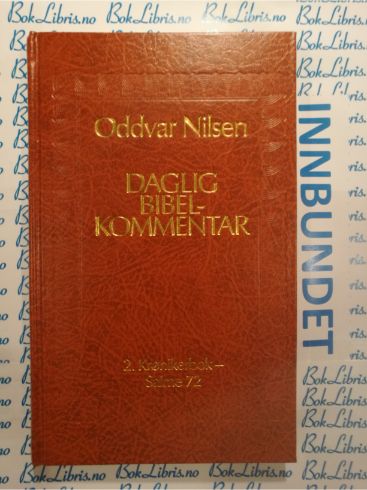 Oddvar Nilsen
DAGLIG
BIBEL-
KOMMENTAR
2. Krønikerbok –
Salme 72
INNBUNDET
BokLibris.no